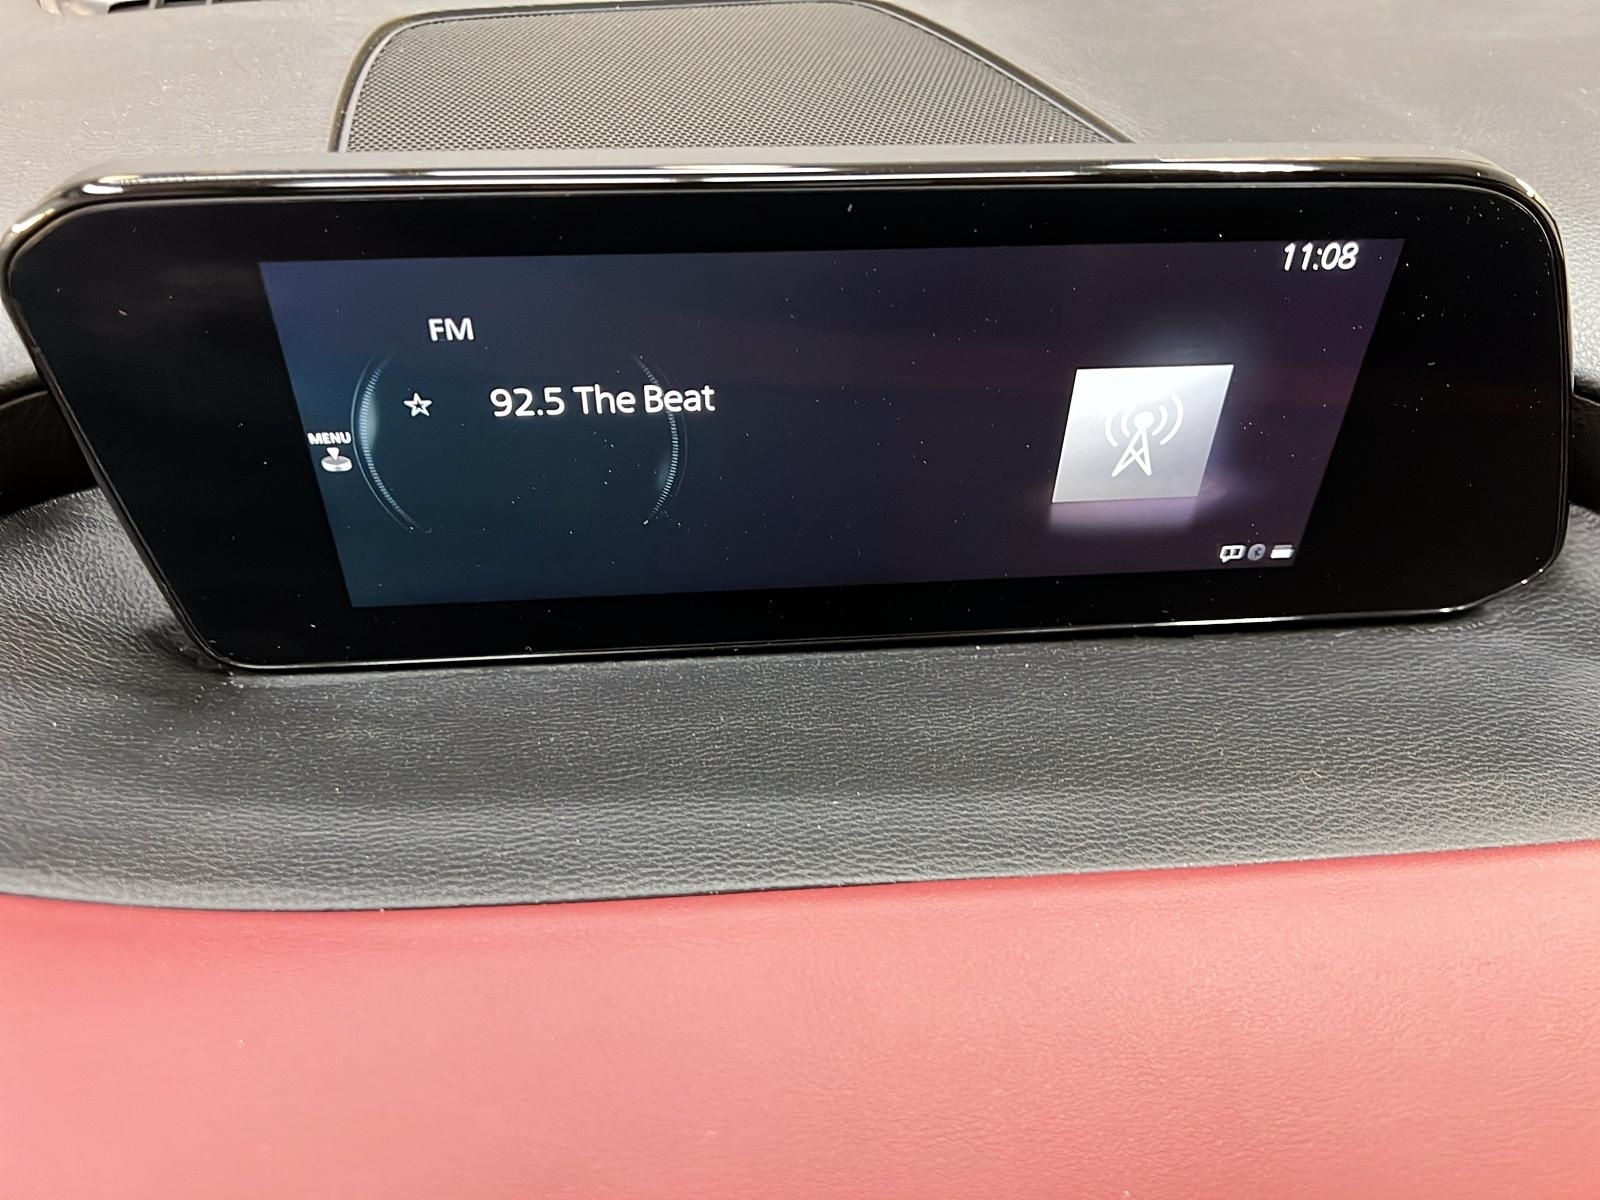 11:08
FM
92.5 The Beat
MENU